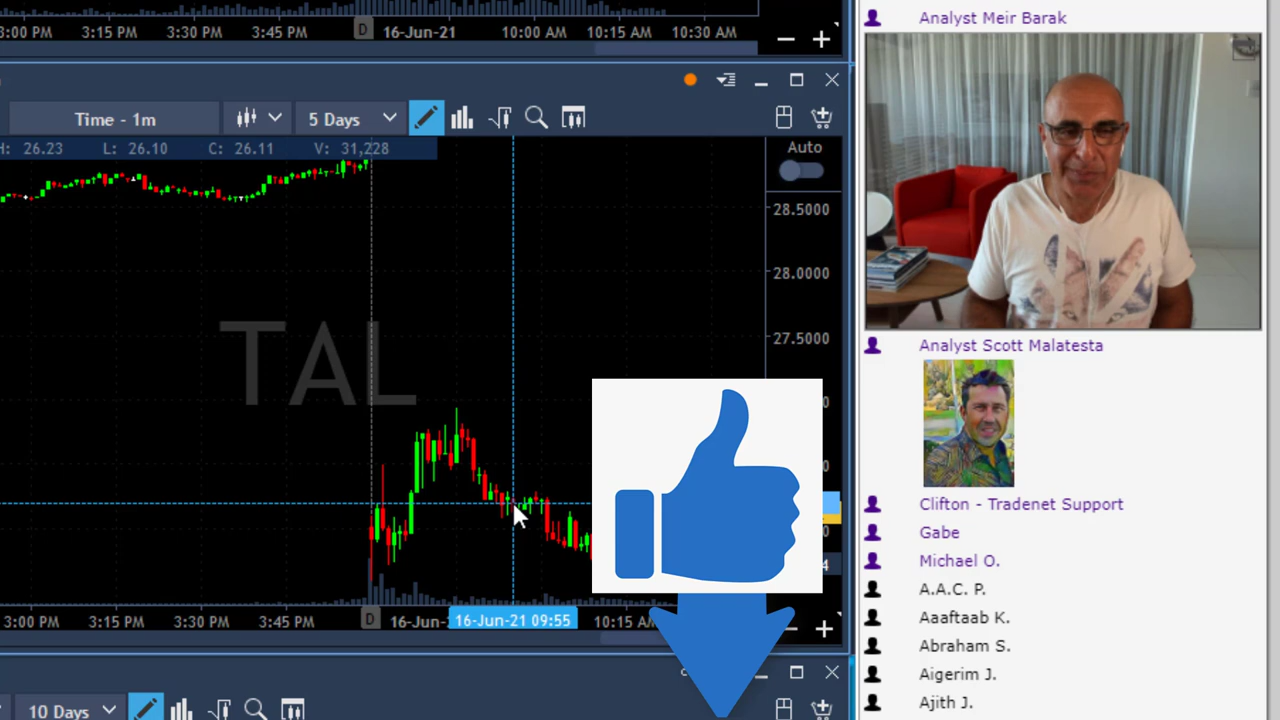 3:00 PM 3:15 PM 3:30 PM 3:45 PM D 16-Jun-21 10:00 AM 10:15 AM 10:30 AM
Time - 1m 5 Days
H: 26.23 L: 26.10 C: 26.11 V: 31,228
Auto
28.5000
28.0000
27.5000
TAL
3:00 PM 3:15 PM 3:30 PM 3:45 PM D 16-Jun- 16-Jun-21 09:55 10:15 AM
10 Days
Analyst Meir Barak
Analyst Scott Malatesta
Clifton - Tradenet Support
Gabe
Michael O.
A.A.C. P.
Aaaftaab K.
Abraham S.
Aigerim J.
Ajith J.